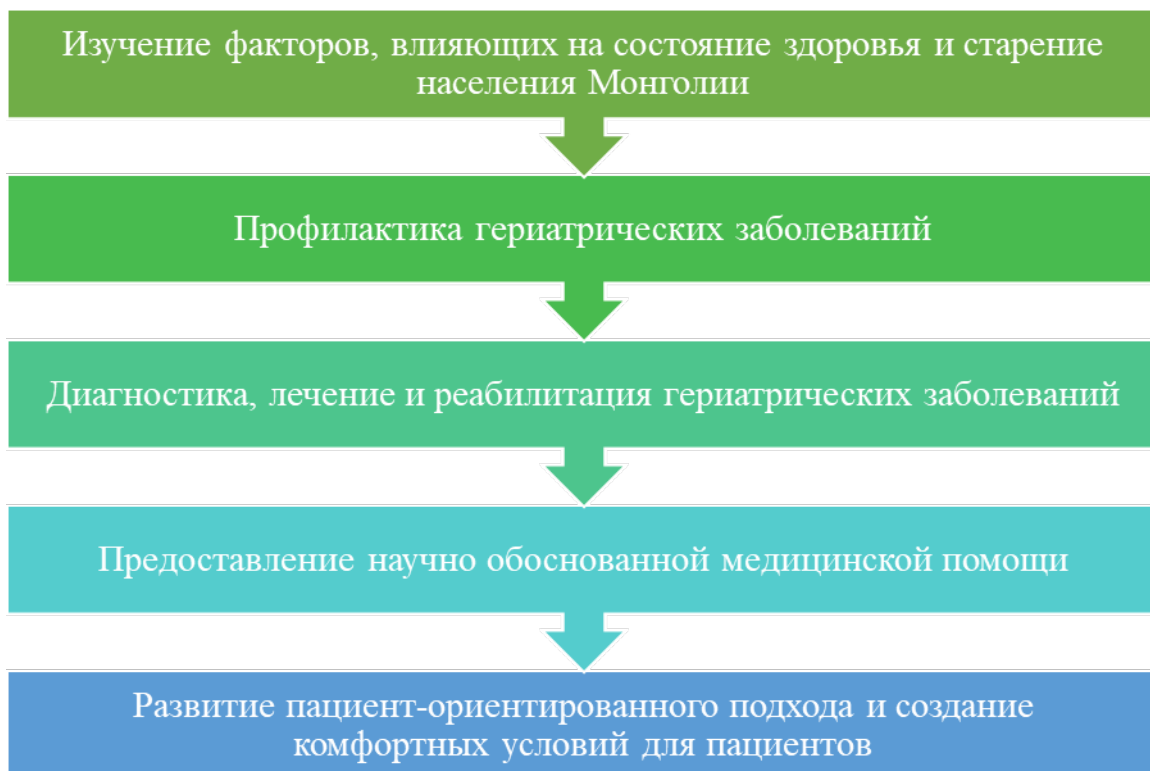 Изучение факторов, влияющих на состояние здоровья и старение
населения Монголии
Профилактика гериатрических заболеваний
Диагностика, лечение и реабилитация гериатрических заболеваний
Предоставление научно обоснованной медицинской помощи
Развитие пациент-ориентированного подхода и создание
комфортных условий для пациентов